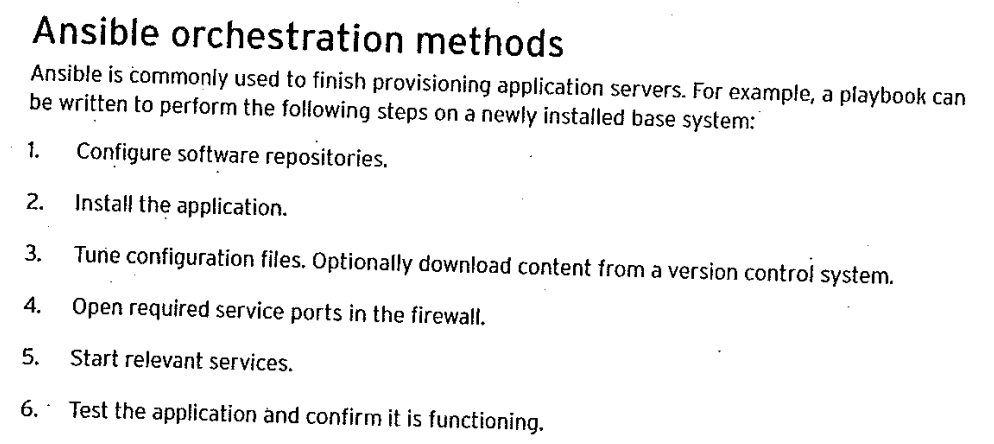 Ansible orchestration methods
Ansible is commonly used to finish provisioning application servers. For example, a playbook can
be written to perform the following steps on a newly installed base system:
1. Configure software repositories.
2. Install the application.
3. Tune configuration files. Optionally download content from a version control system.
4. Open required service ports in the firewall.
5. Start relevant services.
6. Test the application and confirm it is functioning.